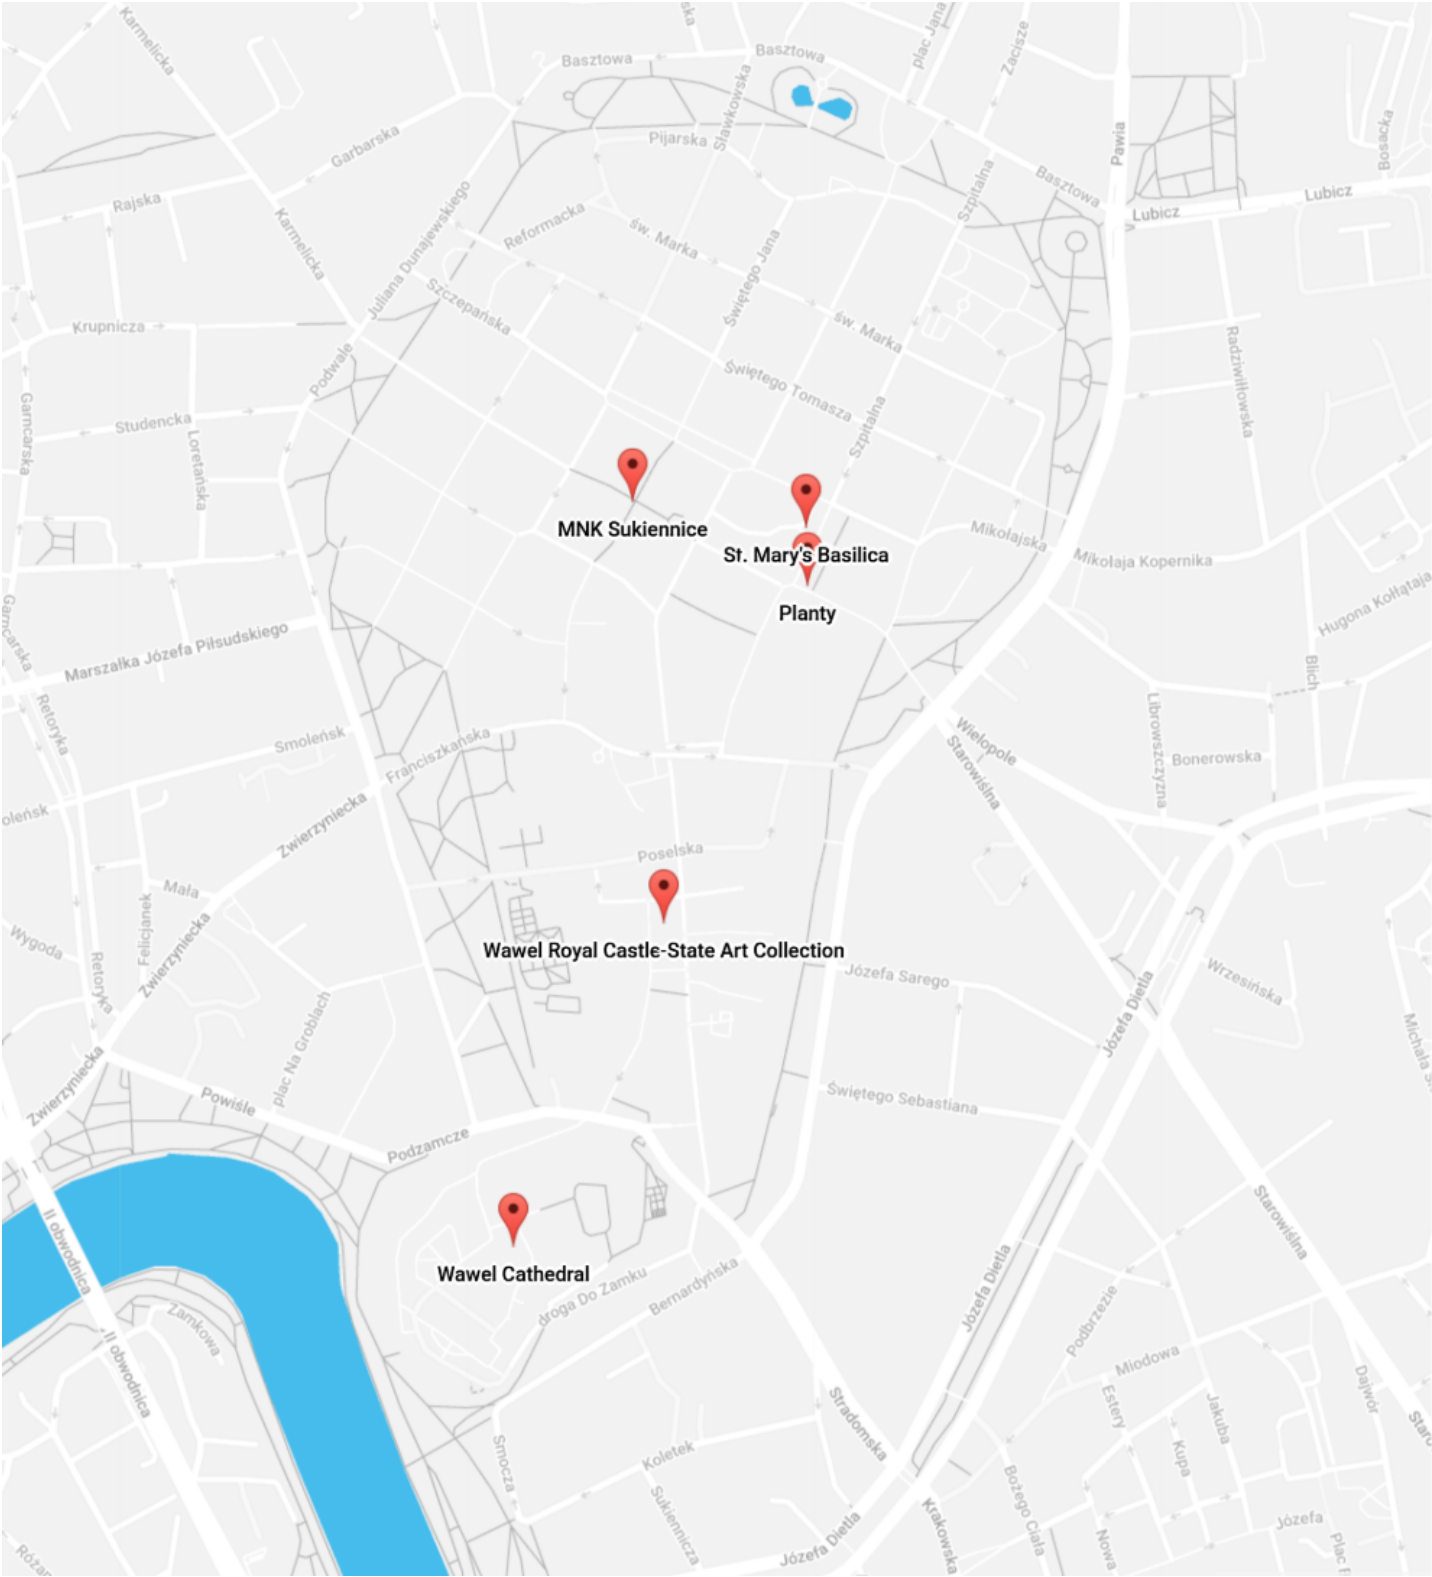 Karmelicka
ska
plac Jana
Zacisze
Basztowa
Basztowa
Sławkowska
Pijarska
Garbarska
Pawia
Bosacka
Basztowa
Szpitalna
Lubicz
Lubicz
Rajska
Karmelicka
Juliana Dunajewskiego
Reformacka
św. Marka
Świętego Jana
Szczepańska
św. Marka
Krupnicza
Podwale
Świętego Tomasza
Radziwiłłowska
Studencka
Garncarska
Loretańska
Szpitalna
MNK Sukiennice
St. Mary's Basilica
Mikołajska
Mikołaja Kopernika
Planty
Hugona Kołłątaja
Garncarska
Marszałka Józefa Piłsudskiego
Blich
Retoryka
Smoleńsk
Franciszkańska
Wielopole
Starowiślna
Librowszczyzna
Bonerowska
oleńsk
Zwierzyniecka
Poselska
Mała
Felicjanek
Wygoda
Zwierzyniecka
Retoryka
Wawel Royal Castle-State Art Collection
Józefa Sarego
Wrzesińska
Józefa Dietla
plac Na Groblach
Zwierzyniecka
Powiśle
Świętego Sebastiana
Podzamcze
II obwodnica
Starowiślna
Wawel Cathedral
droga Do Zamku
Bernardyńska
Józefa Dietla
Podbrzezie
Zamkowa
II obwodnica
Miodowa
Stradomska
Estery
Jakuba
Dajwór
Smocza
Koletek
Kupa
Sukiennicza
Bożego Ciała
Krakowska
Józefa Dietla
Nowa
Józefa